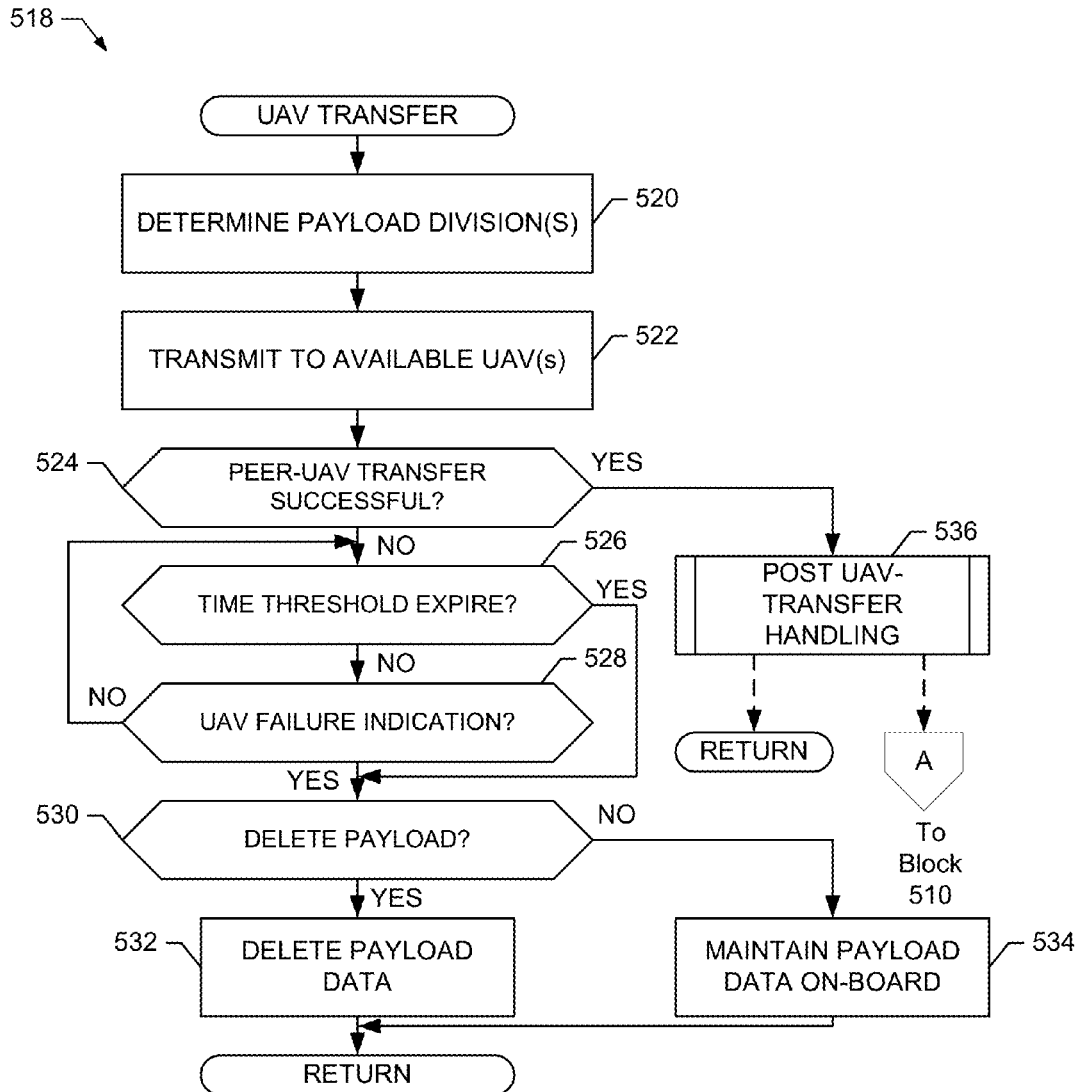 518
UAV TRANSFER
DETERMINE PAYLOAD DIVISION(S)
520
TRANSMIT TO AVAILABLE UAV(s)
522
524
PEER-UAV TRANSFER
SUCCESSFUL?
YES
NO
526
TIME THRESHOLD EXPIRE?
YES
NO
528
UAV FAILURE INDICATION?
NO
YES
536
POST UAV-
TRANSFER
HANDLING
RETURN
A
To
Block
510
530
DELETE PAYLOAD?
NO
YES
532
DELETE PAYLOAD
DATA
MAINTAIN PAYLOAD
DATA ON-BOARD
534
RETURN